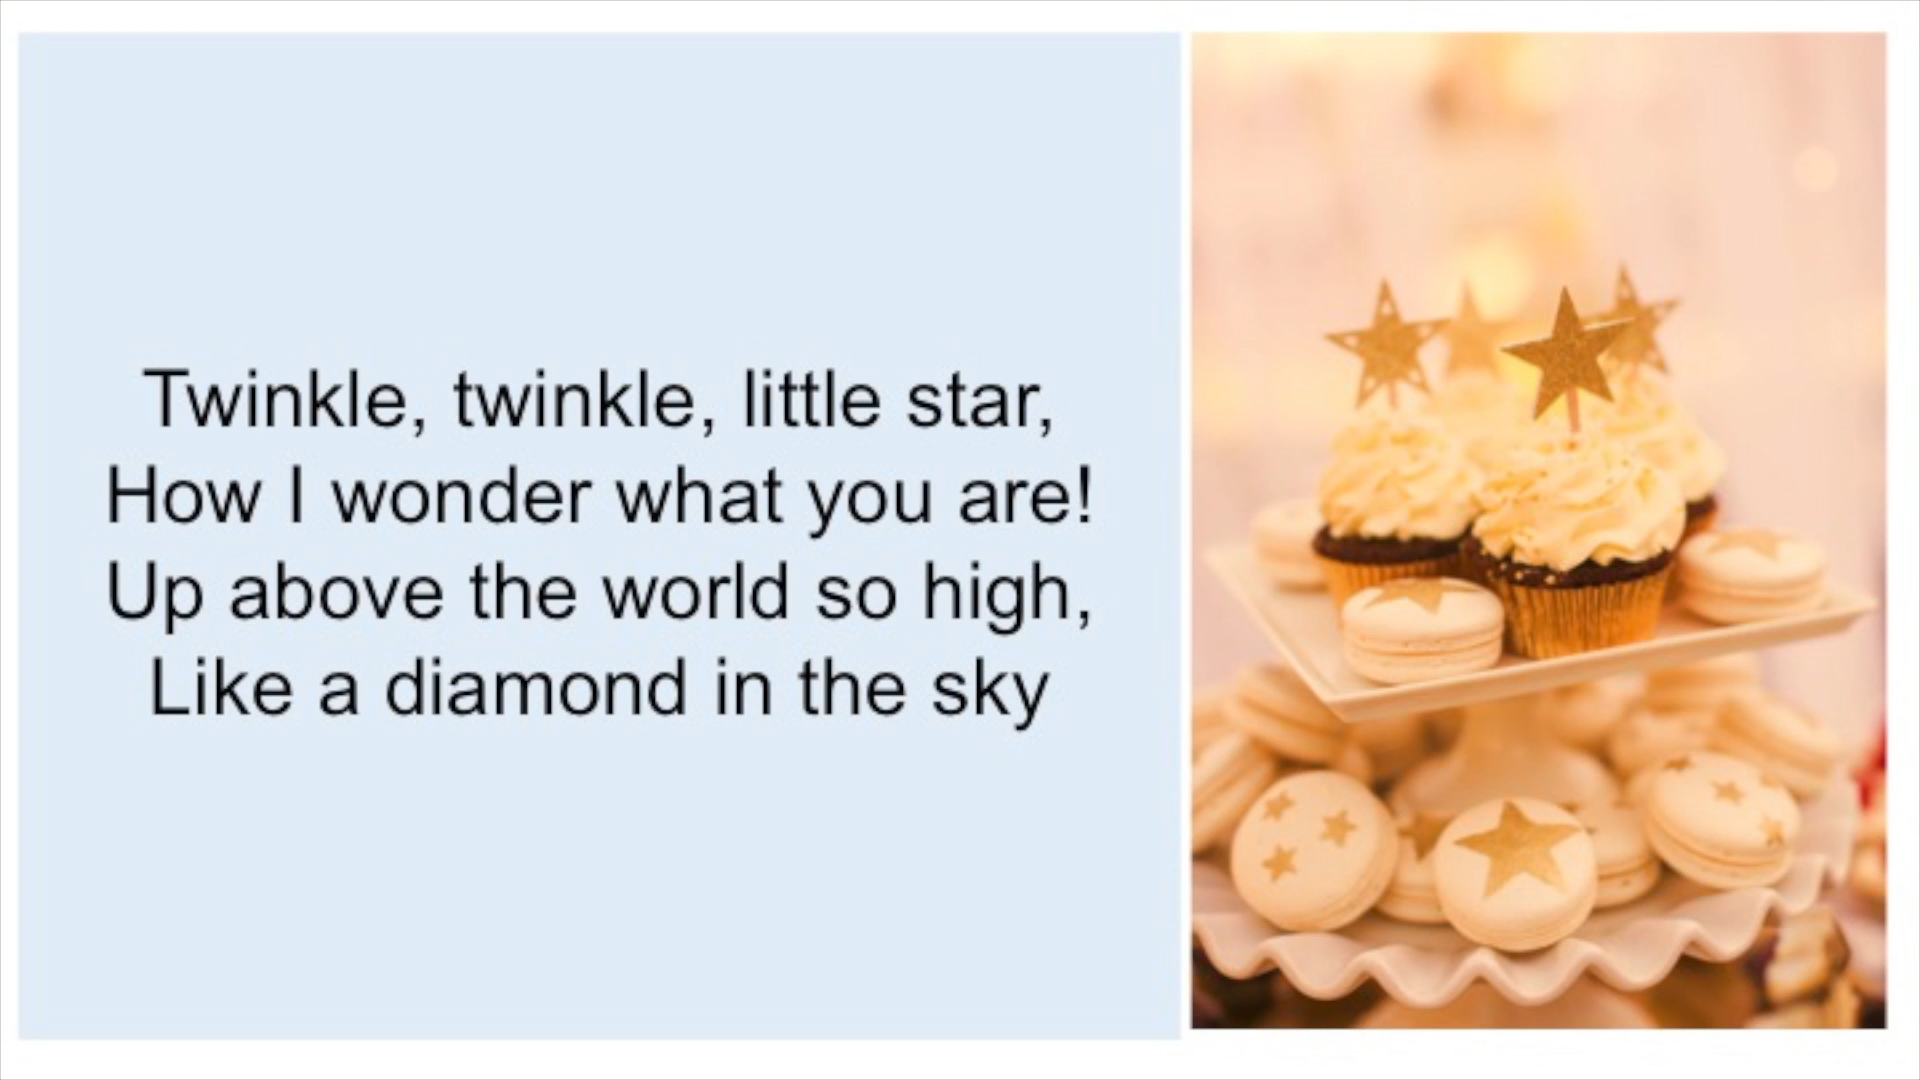 Twinkle, twinkle, little star,
How I wonder what you are!
Up above the world so high,
Like a diamond in the sky